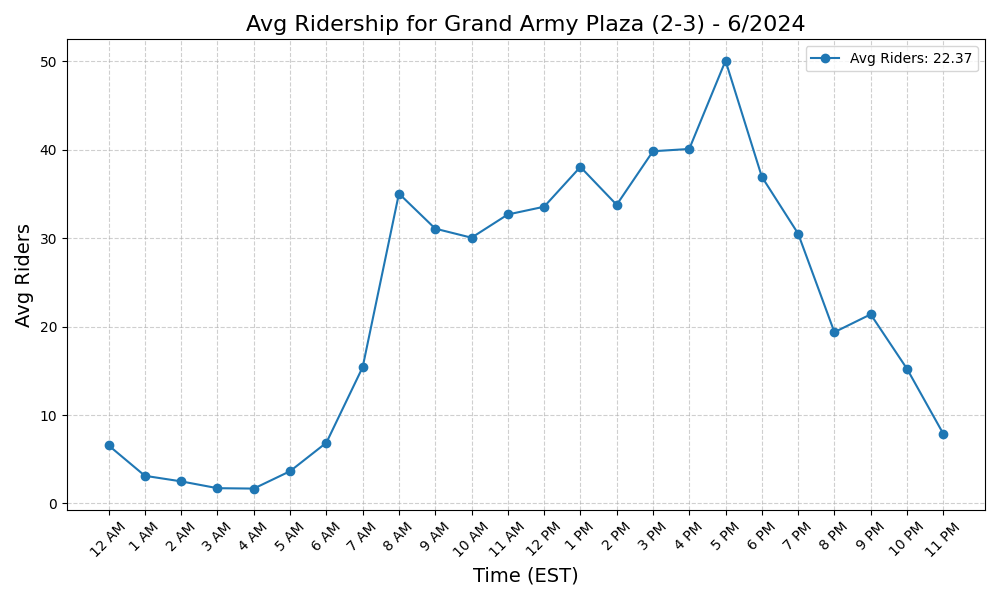 Avg Ridership for Grand Army Plaza (2-3) - 6/2024
Avg Riders: 22.37
Avg Riders
50
40
30
20
10
0
12 AM
1 AM
2 AM
3 AM
4 AM
5 AM
6 AM
7 AM
8 AM
9 AM
10 AM
11 AM
12 PM
1 PM
2 PM
3 PM
4 PM
5 PM
6 PM
7 PM
8 PM
9 PM
10 PM
11 PM
Time (EST)